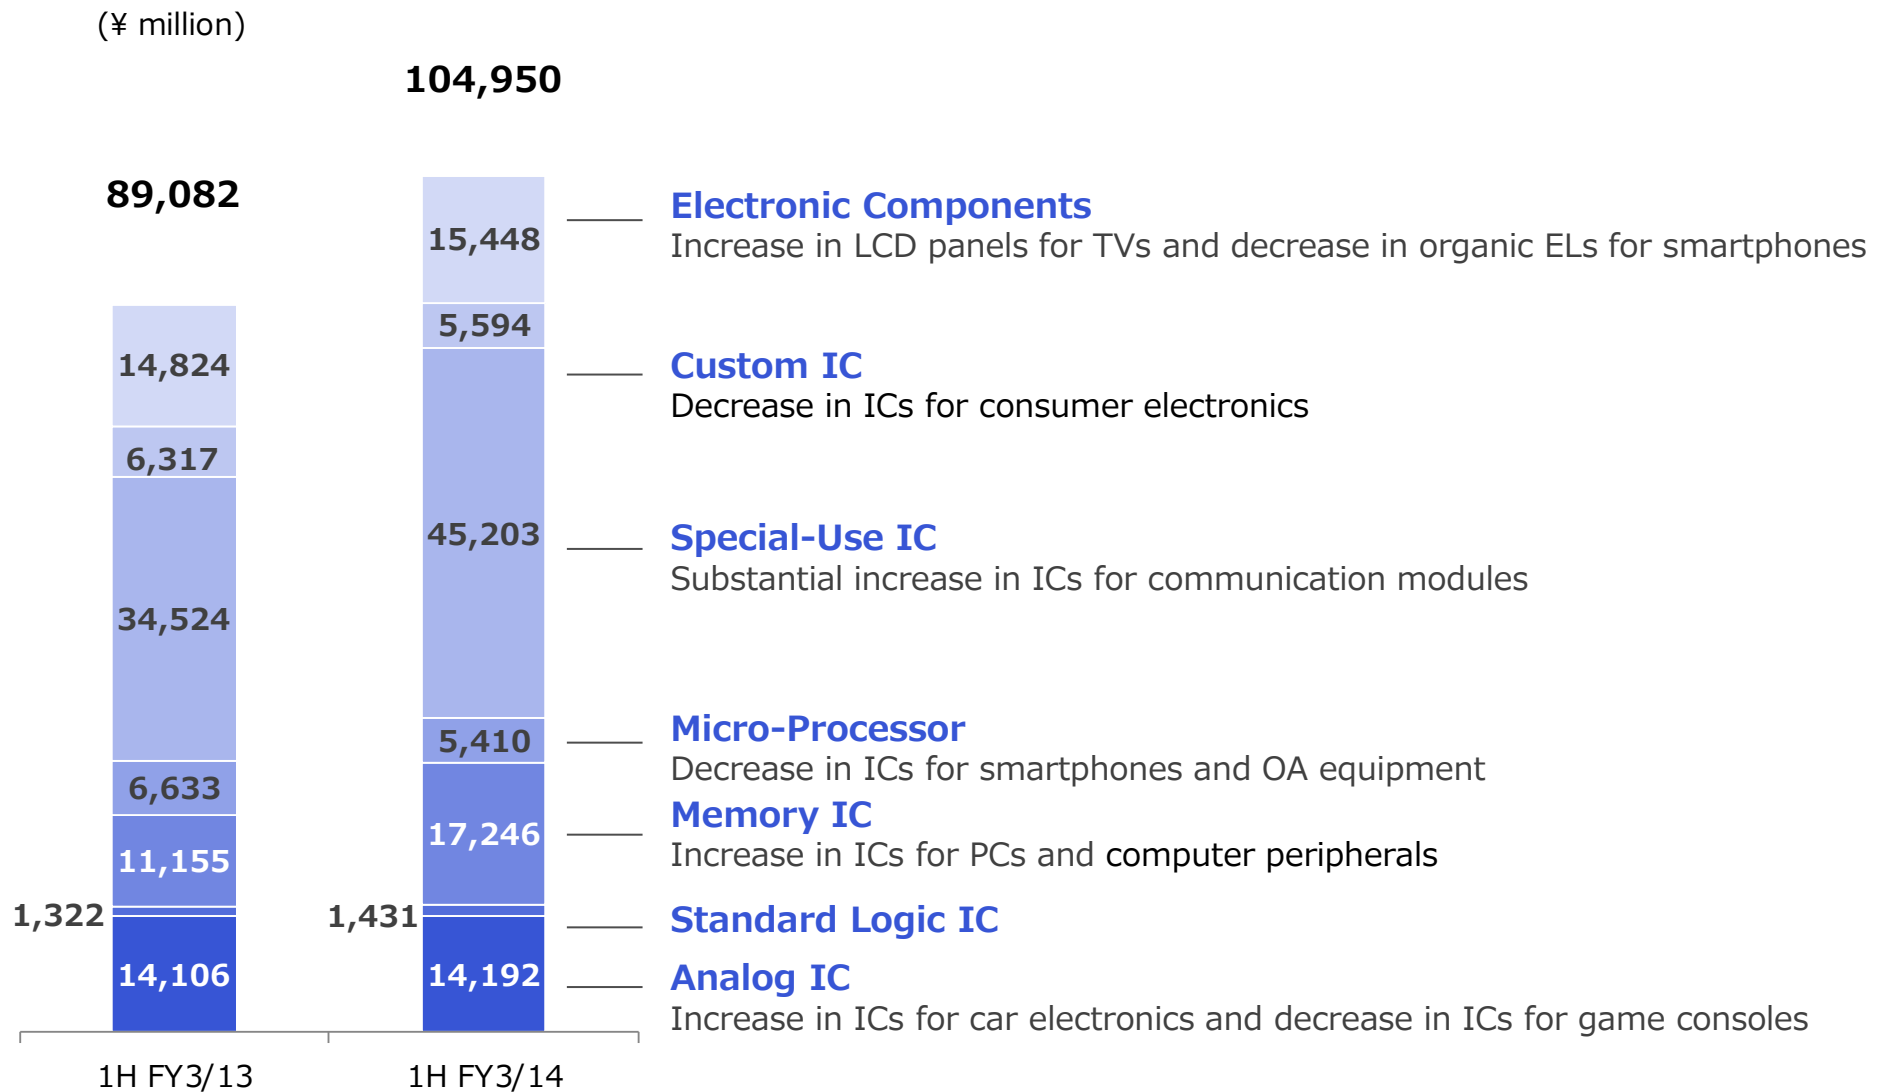 (¥ million)
104,950
89,082
15,448
5,594
45,203
5,410
17,246
1,431
14,192
14,824
6,317
34,524
6,633
11,155
1,322
14,106
Electronic Components
Increase in LCD panels for TVs and decrease in organic ELs for smartphones
Custom IC
Decrease in ICs for consumer electronics
Special-Use IC
Substantial increase in ICs for communication modules
Micro-Processor
Decrease in ICs for smartphones and OA equipment
Memory IC
Increase in ICs for PCs and computer peripherals
Standard Logic IC
Analog IC
Increase in ICs for car electronics and decrease in ICs for game consoles
1H FY3/13
1H FY3/14